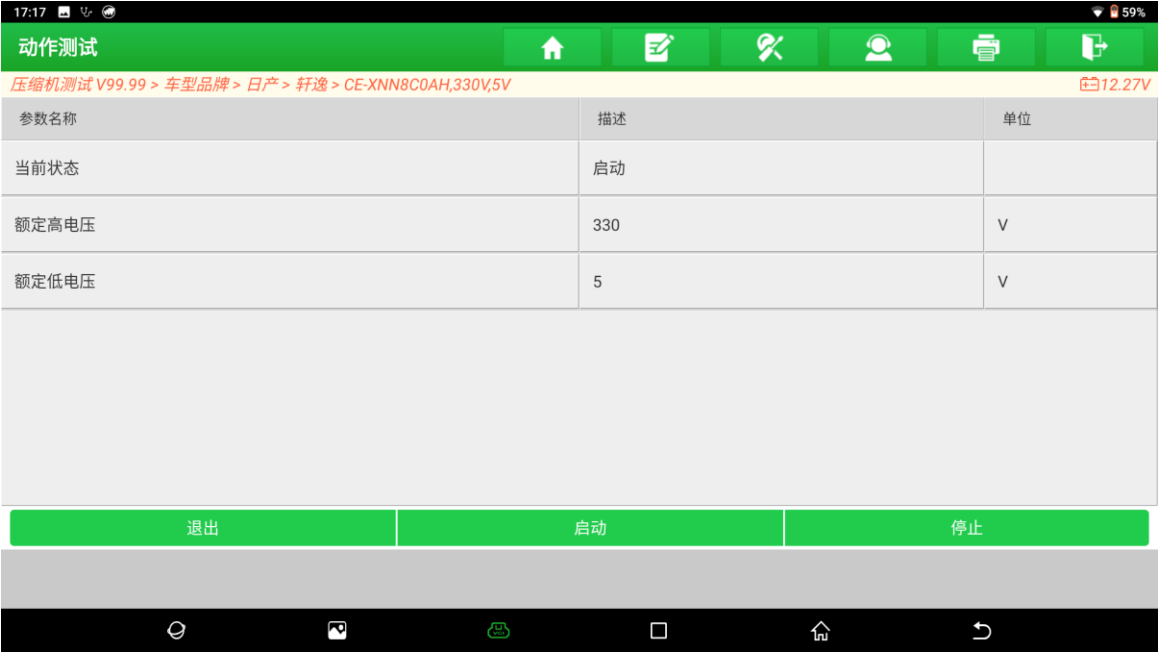 17:17 59%
动作测试
压缩机测试 V99.99 > 车型品牌 > 日产 > 轩逸 > CE-XNN8C0AH,330V,5V 12.27V
参数名称 描述 单位
当前状态 启动
额定高电压 330 V
额定低电压 5 V
退出 启动 停止
VCI